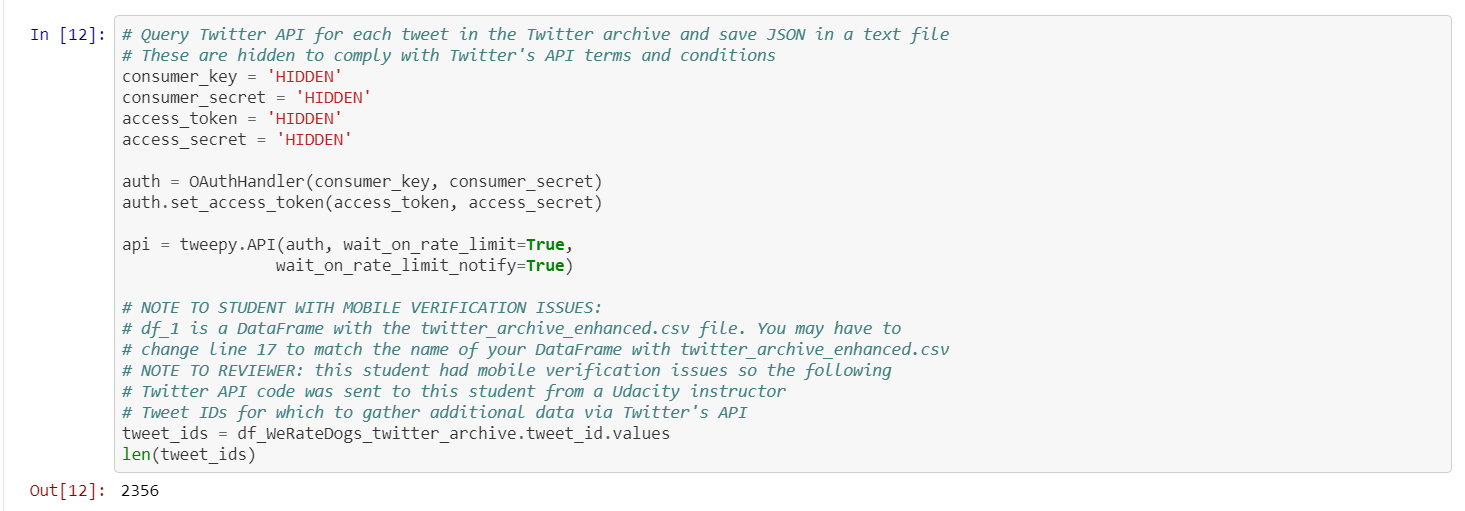 In [12]: # Query Twitter API for each tweet in the Twitter archive and save JSON in a text file
# These are hidden to comply with Twitter's API terms and conditions
consumer_key = 'HIDDEN'
consumer_secret = 'HIDDEN'
access_token = 'HIDDEN'
access_secret = 'HIDDEN'
auth = OAuthHandler(consumer_key, consumer_secret)
auth.set_access_token(access_token, access_secret)
api = tweepy.API(auth, wait_on_rate_limit=True,
wait_on_rate_limit_notify=True)
# NOTE TO STUDENT WITH MOBILE VERIFICATION ISSUES:
# df_1 is a DataFrame with the twitter_archive_enhanced.csv file. You may have to
# change line 17 to match the name of your DataFrame with twitter_archive_enhanced.csv
# NOTE TO REVIEWER: this student had mobile verification issues so the following
# Twitter API code was sent to this student from a Udacity instructor
# Tweet IDs for which to gather additional data via Twitter's API
tweet_ids = df_WeRateDogs_twitter_archive.tweet_id.values
len(tweet_ids)
Out[12]: 2356